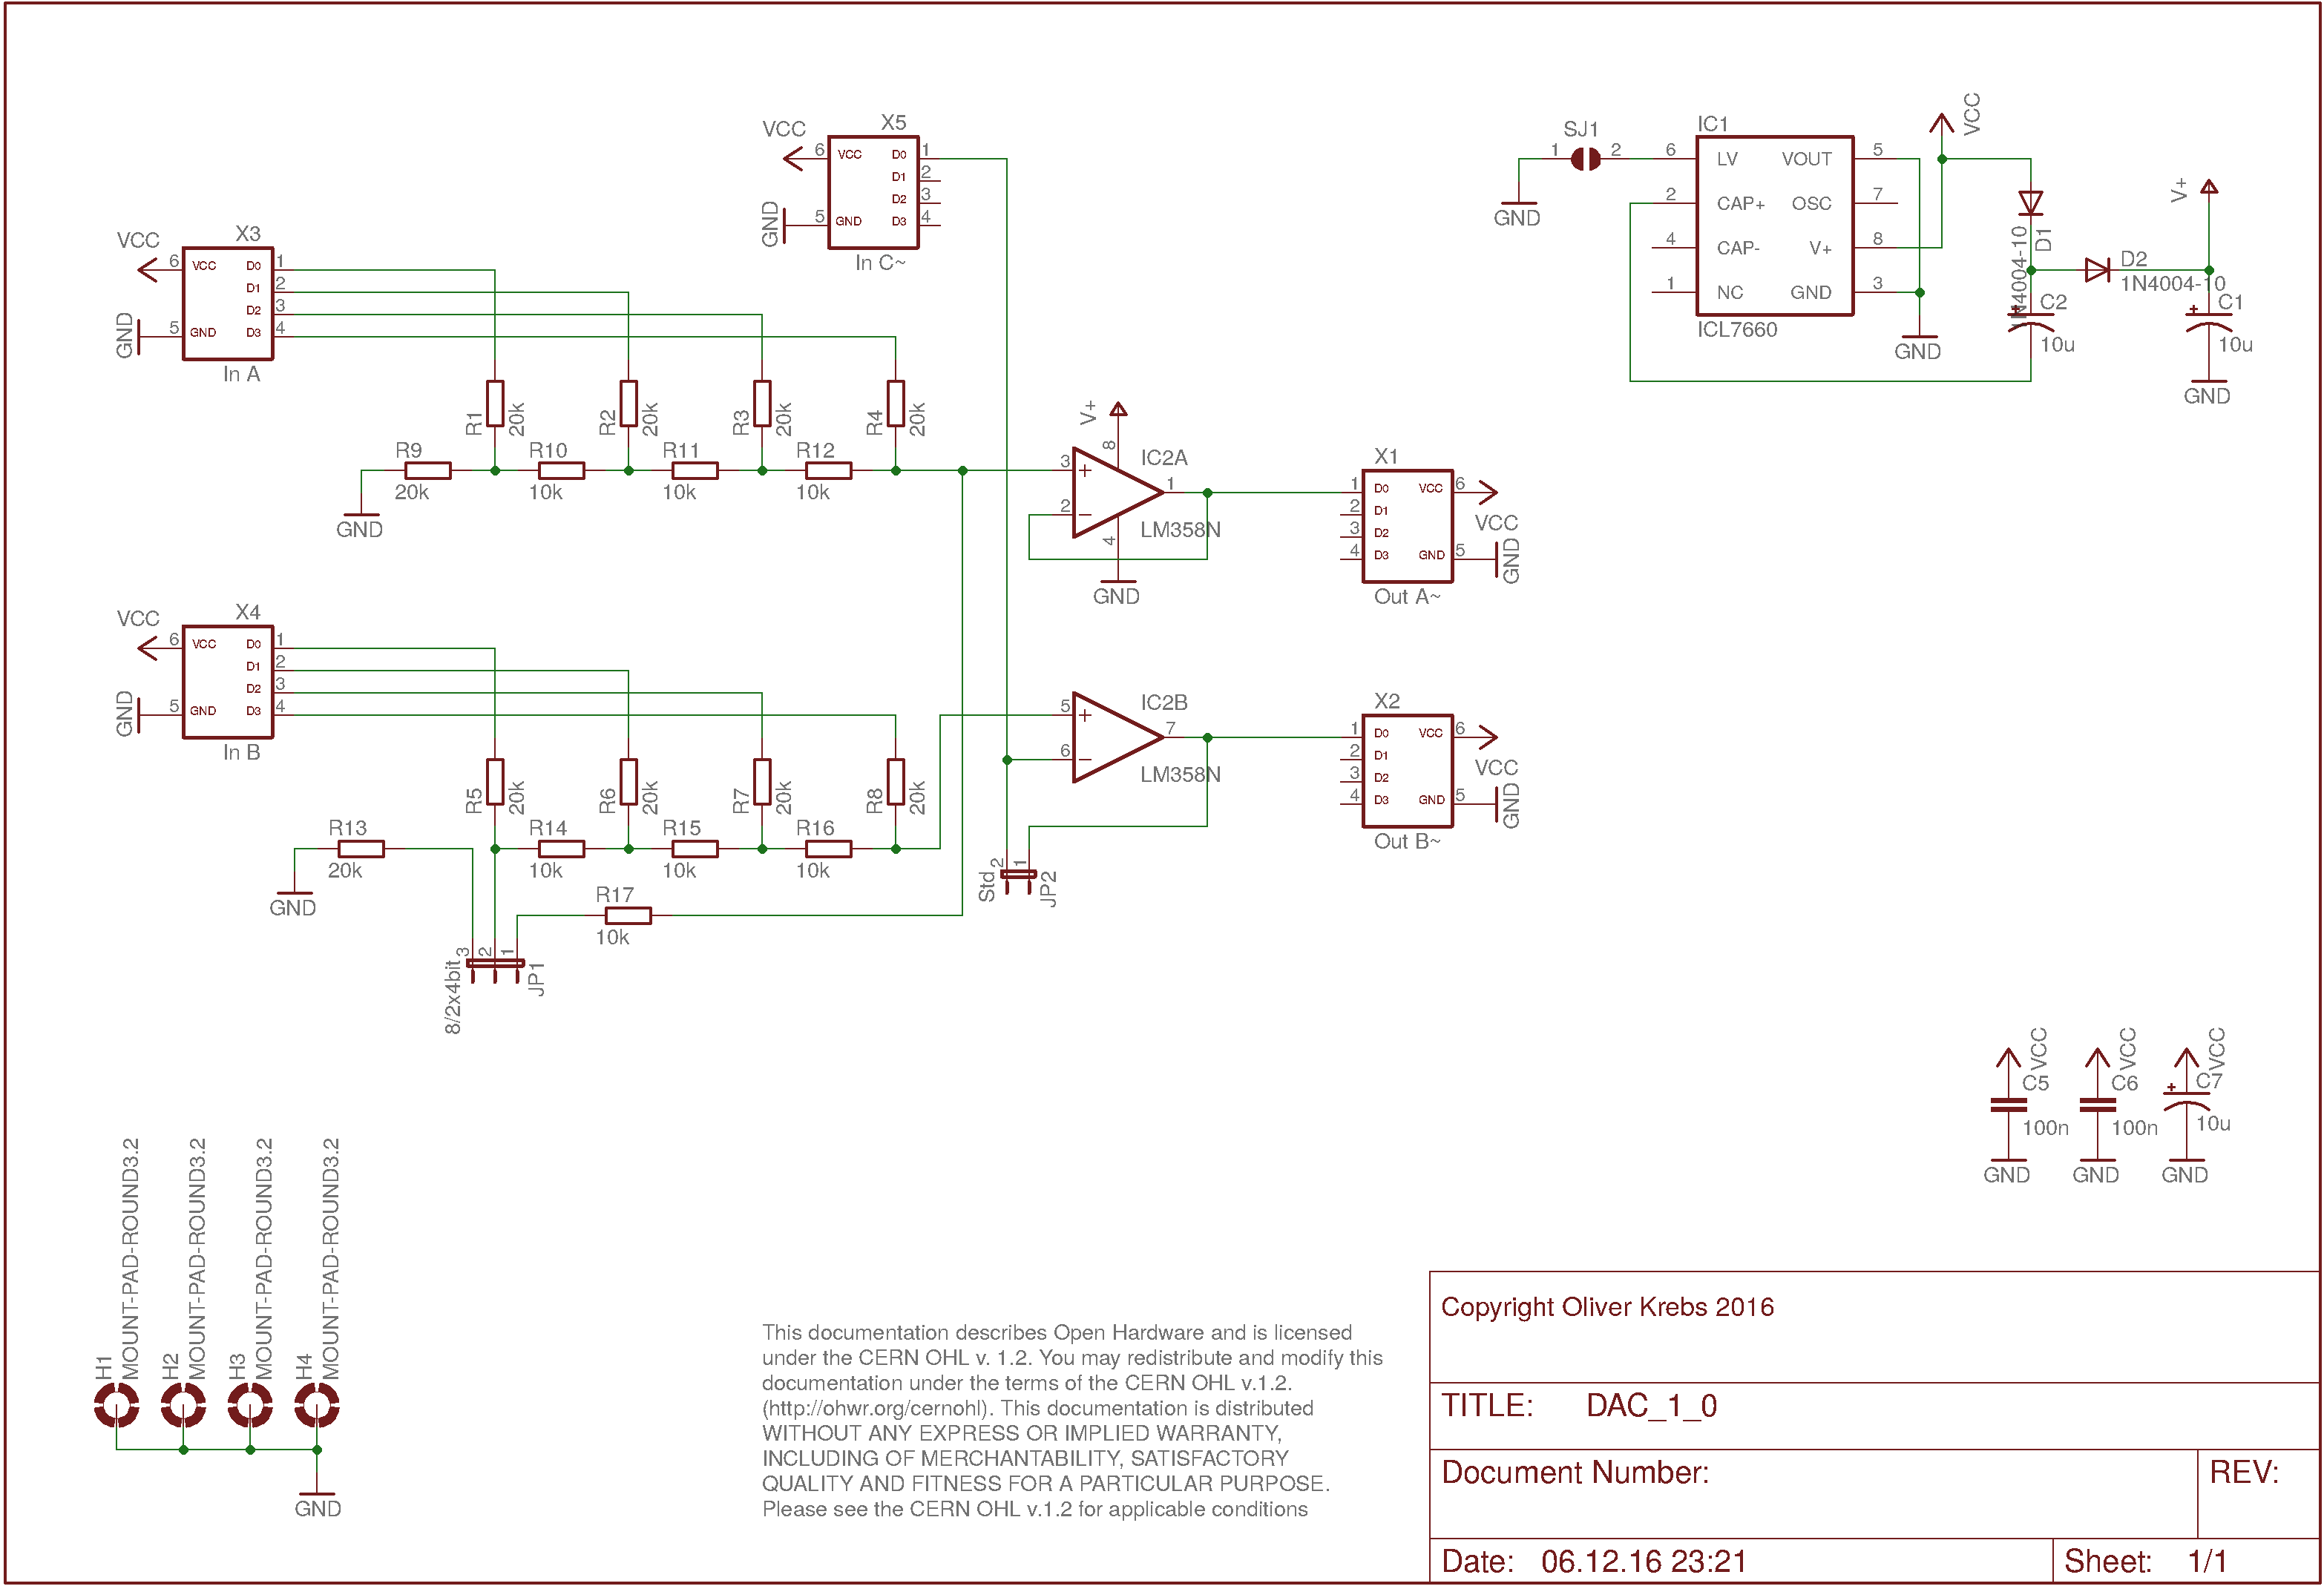 X5
VCC
6 VCC D0 1
D1 2
D2 3
GND 5 GND D3 4
In C~
SJ1
1 2
GND
IC1
6 LV VOUT 5
2 CAP+ OSC 7
4 CAP- V+ 8
1 NC GND 3
ICL7660
GND
VCC
D1
1N4004-10
D2
1N4004-10
V+
+ C2
10u
+ C1
10u
GND
X3
VCC
6 VCC D0 1
D1 2
D2 3
GND 5 GND D3 4
In A
R1 20k
R2 20k
R3 20k
R4 20k
R9 R10 R11 R12
20k 10k 10k 10k
GND
V+
8
3 + IC2A
1
2 -
LM358N
4
GND
X1
1 D0 VCC 6
2 D1
VCC
3 D2
4 D3 GND 5 GND
Out A~
X4
VCC
6 VCC D0 1
D1 2
D2 3
GND 5 GND D3 4
In B
R5 20k
R6 20k
R7 20k
R8 20k
R13 R14 R15 R16
20k 10k 10k 10k
GND
R17
10k
8/2x4bit 3 2 1 JP1
5 + IC2B
7
6 -
LM358N
Std 2 1 JP2
X2
1 D0 VCC 6
2 D1
VCC
3 D2
4 D3 GND 5 GND
Out B~
VCC VCC VCC
C5 C6 + C7
100n 100n 10u
GND GND GND
H1 MOUNT-PAD-ROUND3.2
H2 MOUNT-PAD-ROUND3.2
H3 MOUNT-PAD-ROUND3.2
H4 MOUNT-PAD-ROUND3.2
GND
This documentation describes Open Hardware and is licensed
under the CERN OHL v. 1.2. You may redistribute and modify this
documentation under the terms of the CERN OHL v.1.2.
(http://ohwr.org/cernohl). This documentation is distributed
WITHOUT ANY EXPRESS OR IMPLIED WARRANTY,
INCLUDING OF MERCHANTABILITY, SATISFACTORY
QUALITY AND FITNESS FOR A PARTICULAR PURPOSE.
Please see the CERN OHL v.1.2 for applicable conditions
Copyright Oliver Krebs 2016
TITLE: DAC_1_0
Document Number:
REV:
Date: 06.12.16 23:21
Sheet: 1/1